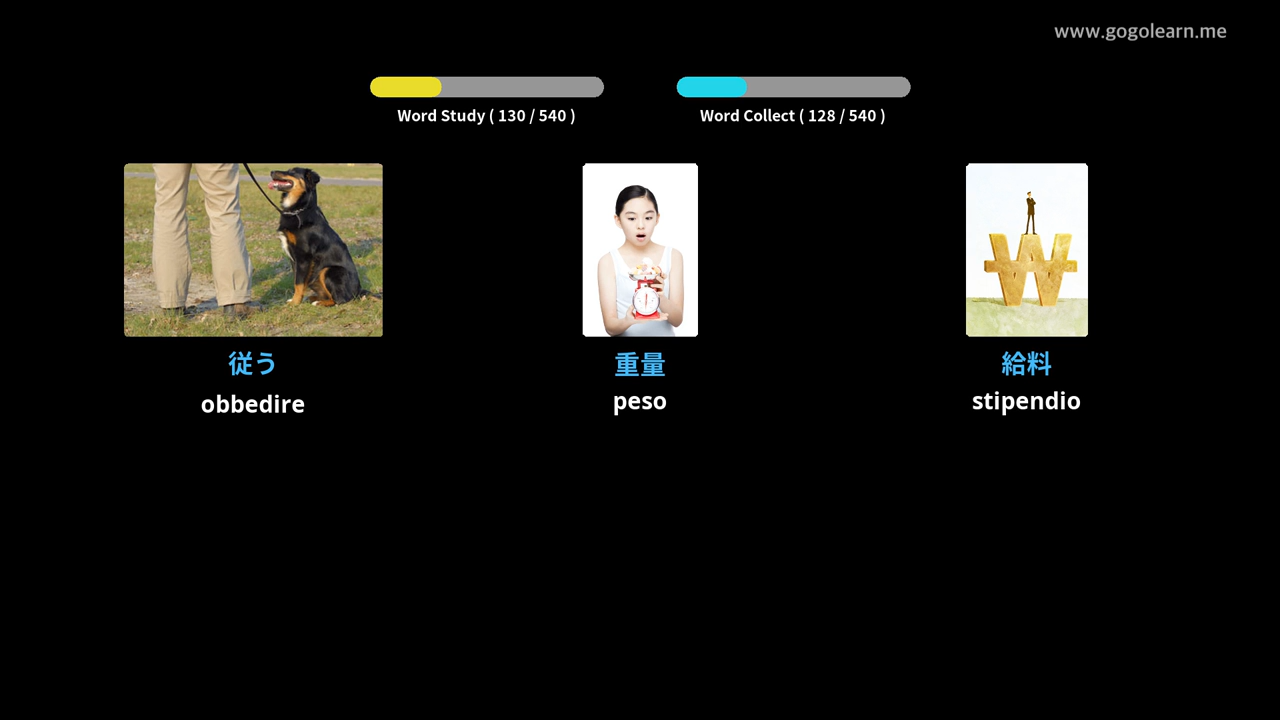 www.gogolearn.me
Word Study ( 130 / 540 )
Word Collect ( 128 / 540 )
従う
重量
給料
obbedire
peso
stipendio